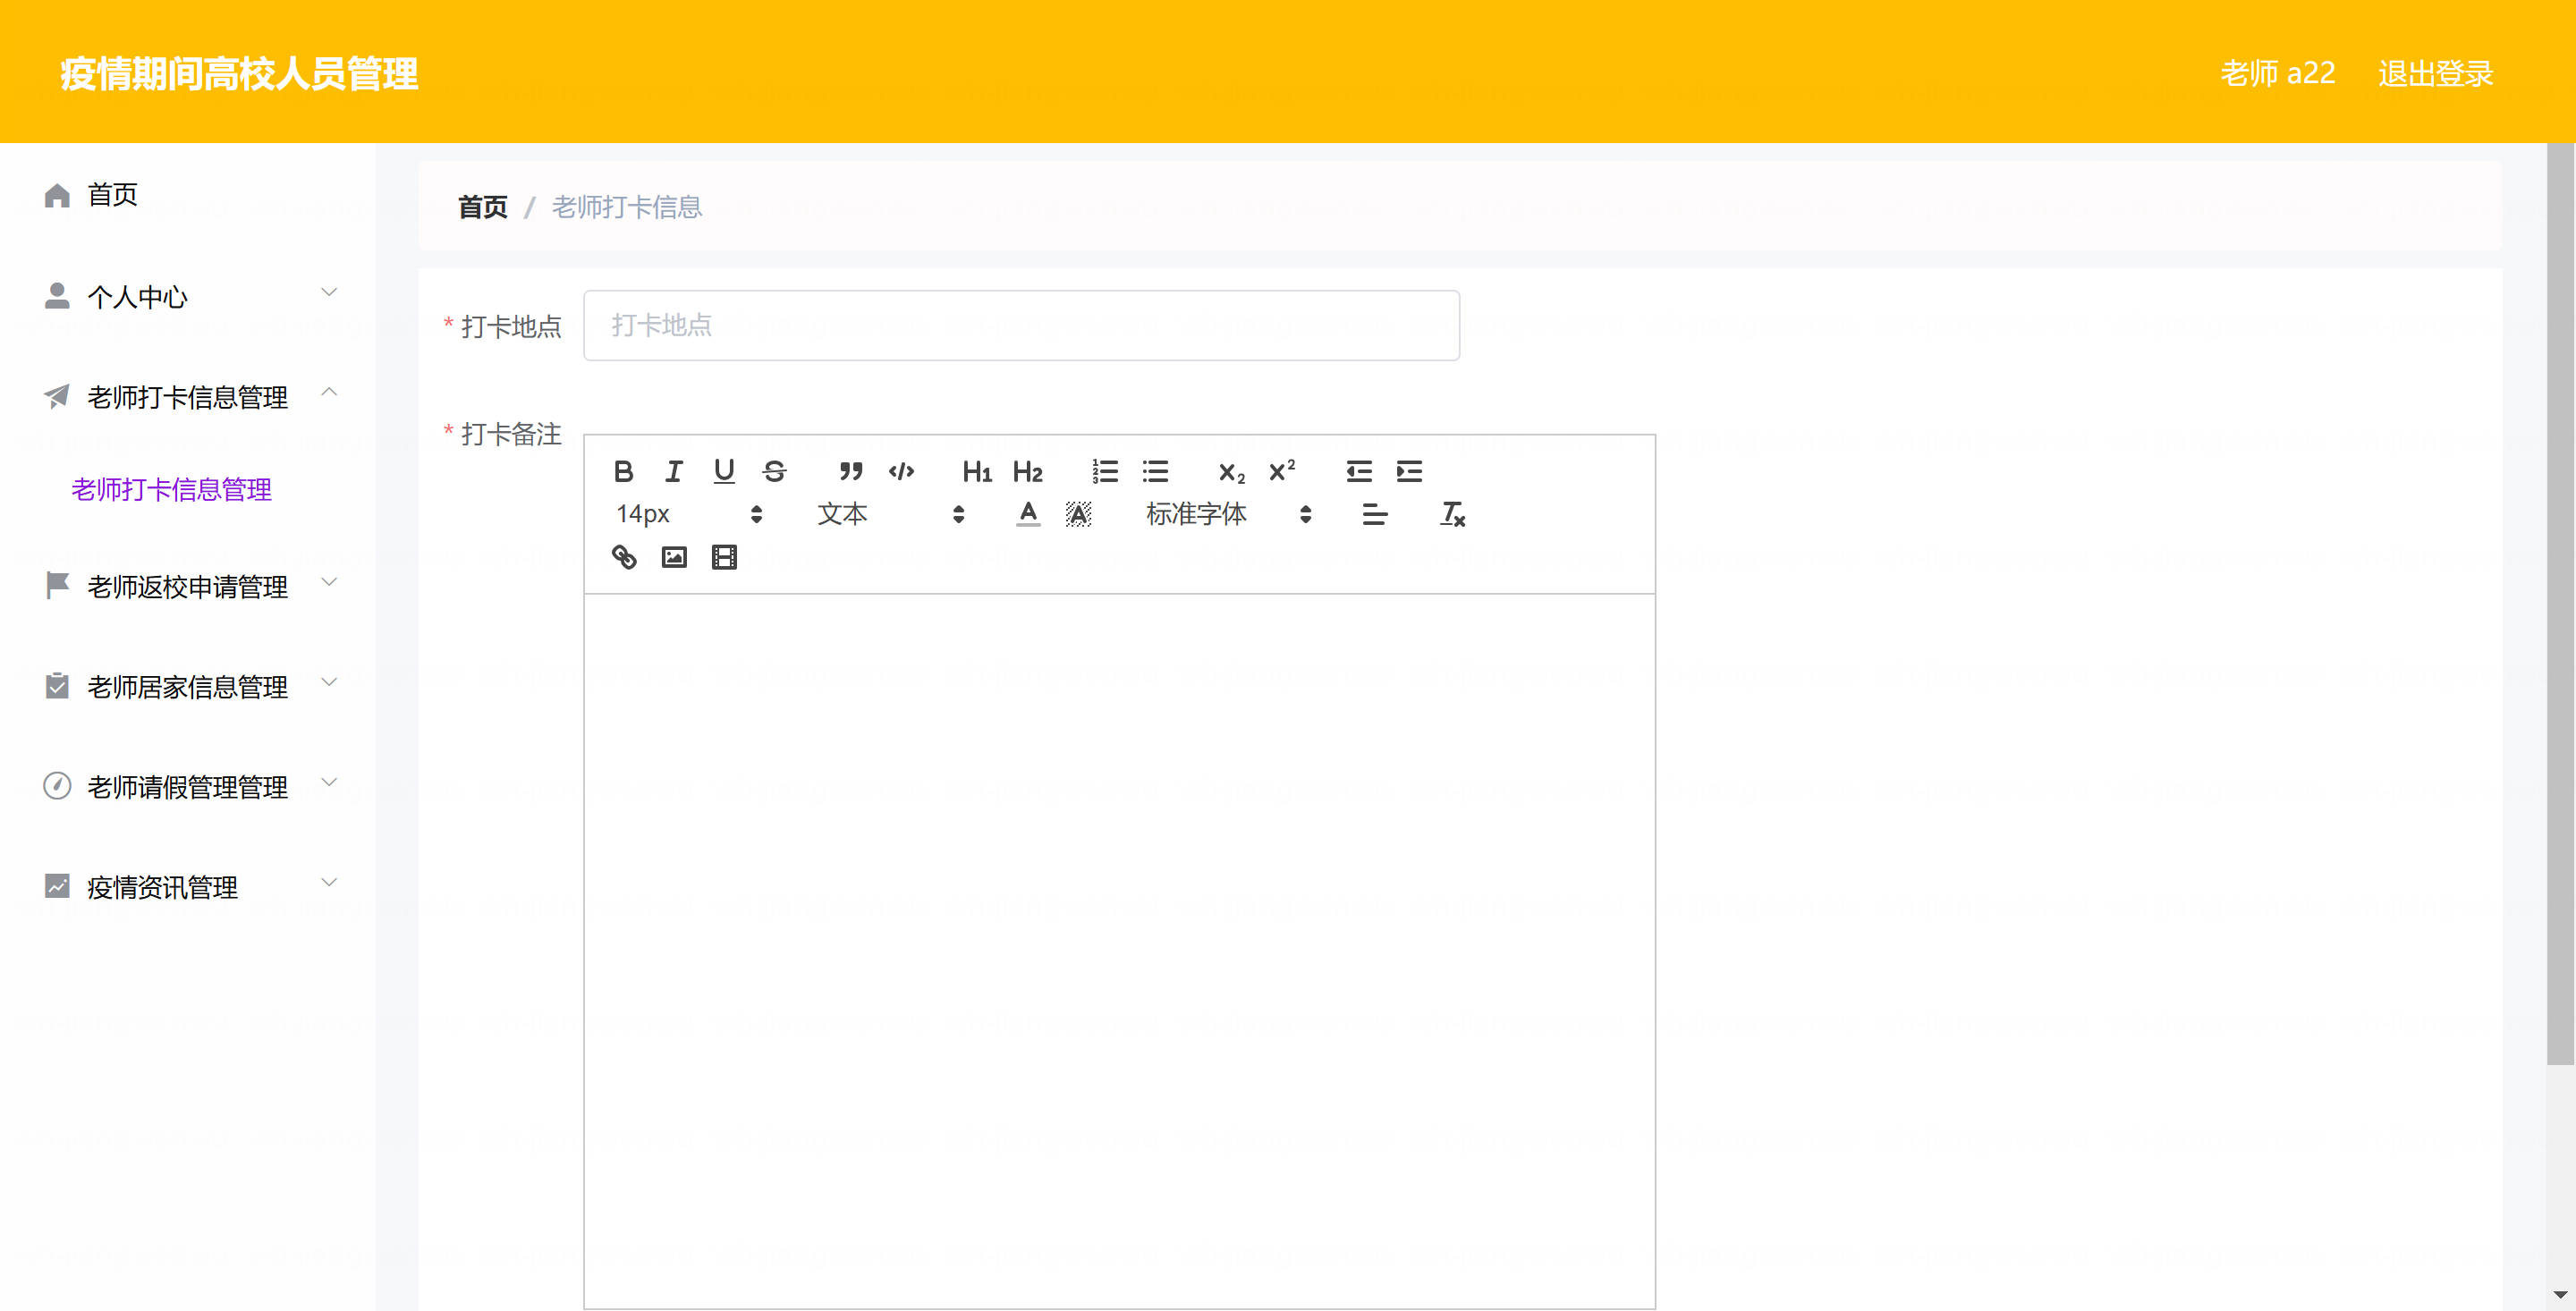 疫情期间高校人员管理
老师 a22 退出登录
首页
个人中心
老师打卡信息管理
老师打卡信息管理
老师返校申请管理
老师居家信息管理
老师请假管理管理
疫情资讯管理
首页 / 老师打卡信息
* 打卡地点 打卡地点
* 打卡备注
B I U S H1 H2 x₂ x²
14px 文本 A A 标准字体